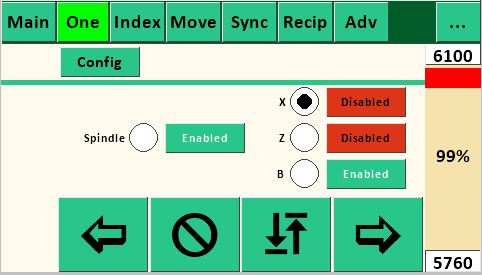 Main One Index Move Sync Recip Adv ...
Config 6100
X Disabled
Spindle Enabled Z Disabled
99%
B Enabled
5760